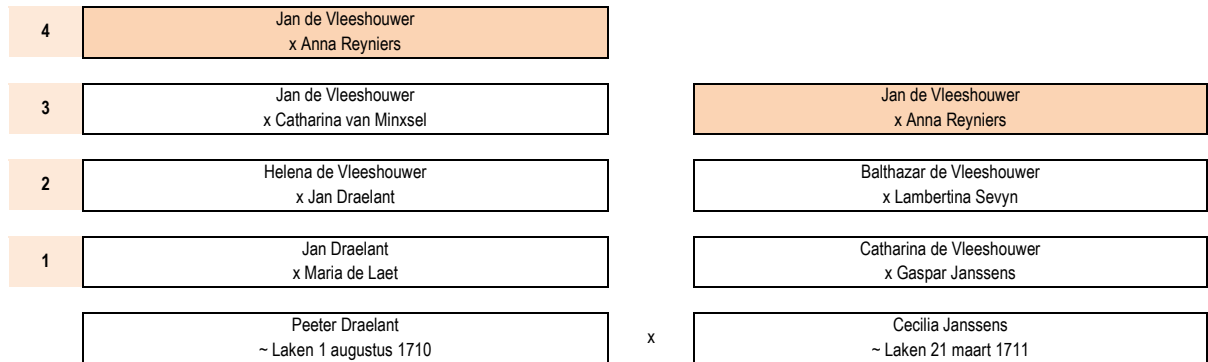 4
Jan de Vleeshouwer
x Anna Reyniers
3
Jan de Vleeshouwer
x Catharina van Minxsel
Jan de Vleeshouwer
x Anna Reyniers
2
Helena de Vleeshouwer
x Jan Draelant
Balthazar de Vleeshouwer
x Lambertina Sevyn
1
Jan Draelant
x Maria de Laet
Catharina de Vleeshouwer
x Gaspar Janssens
Peeter Draelant
~ Laken 1 augustus 1710
x
Cecilia Janssens
~ Laken 21 maart 1711